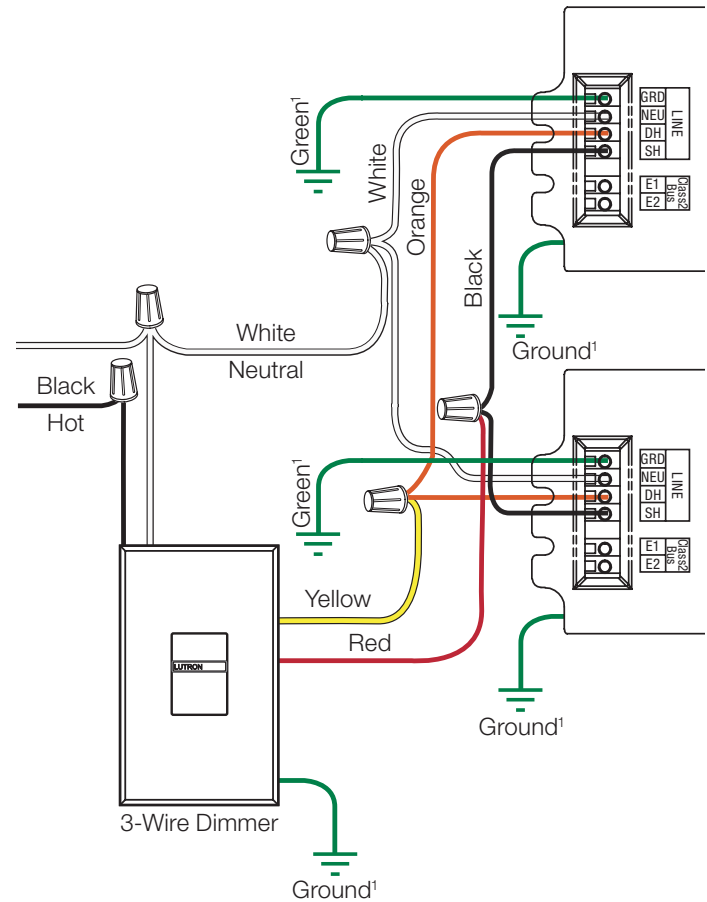 Green¹
White
Orange
Black
GRD
NEU
DH
SH
LINE
E1
E2
Class2
Bus
Ground¹
White
Neutral
Black
Hot
Green¹
GRD
NEU
DH
SH
LINE
E1
E2
Class2
Bus
Yellow
Red
LUTRON
Ground¹
3-Wire Dimmer
Ground¹